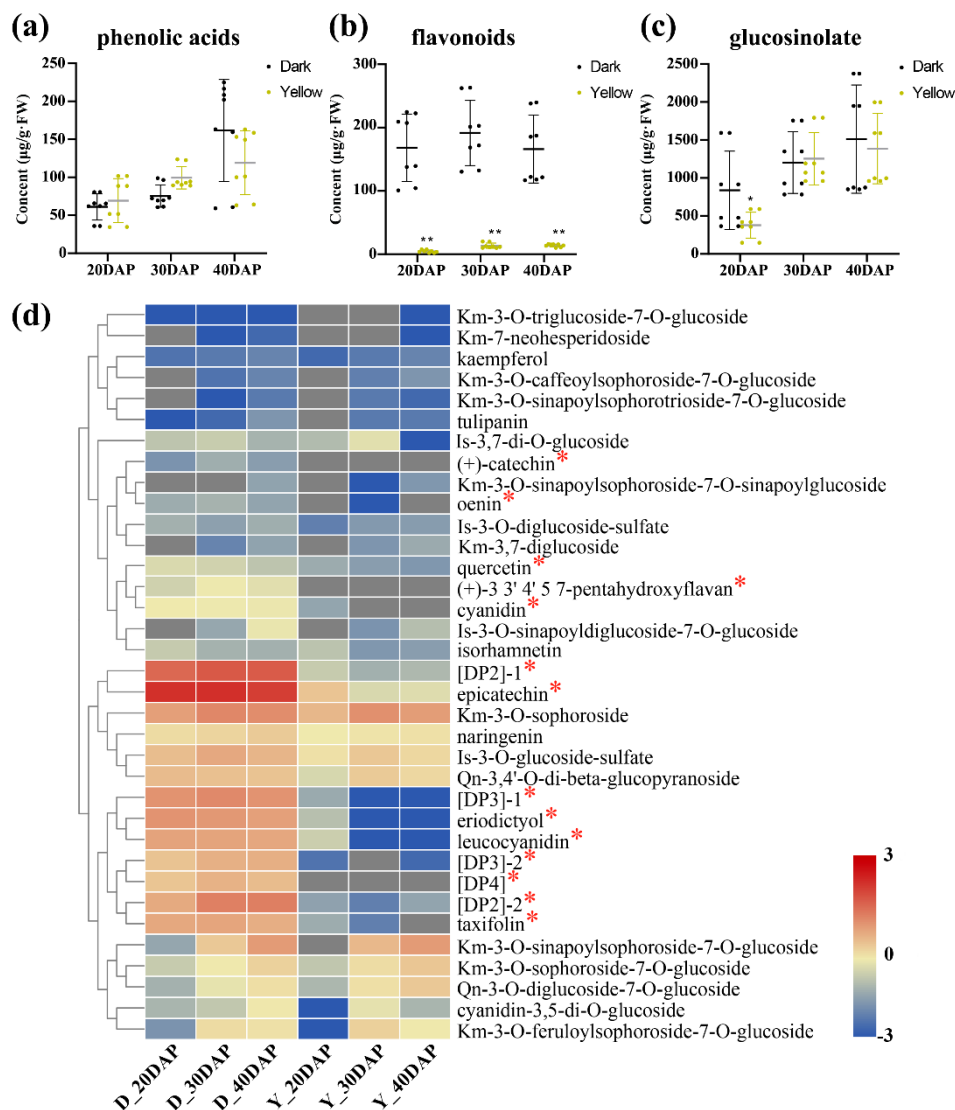 (a)
phenolic acids
Dark
Yellow
Concent (μg/g·FW)
250
200
150
100
50
0
20DAP 30DAP 40DAP
(b)
flavonoids
Dark
Yellow
Concent (μg/g·FW)
300
200
100
0
**
**
**
20DAP 30DAP 40DAP
(c)
glucosinolate
Dark
Yellow
Concent (μg/g·FW)
2500
2000
1500
1000
500
0
*
20DAP 30DAP 40DAP
(d)
Km-3-O-triglucoside-7-O-glucoside
Km-7-neohesperidoside
kaempferol
Km-3-O-caffeoylsophoroside-7-O-glucoside
Km-3-O-sinapoylsophorotrioside-7-O-glucoside
tulipanin
Is-3,7-di-O-glucoside
(+)-catechin*
Km-3-O-sinapoylsophoroside-7-O-sinapoylglucoside
oenin*
Is-3-O-diglucoside-sulfate
Km-3,7-diglucoside
quercetin*
(+)-3 3' 4' 5 7-pentahydroxyflavan*
cyanidin*
Is-3-O-sinapoyldiglucoside-7-O-glucoside
isorhamnetin
[DP2]-1*
epicatechin*
Km-3-O-sophoroside
naringenin
Is-3-O-glucoside-sulfate
Qn-3,4'-O-di-beta-glucopyranoside
[DP3]-1*
eriodictyol*
leucocyanidin*
[DP3]-2*
[DP4]*
[DP2]-2*
taxifolin*
Km-3-O-sinapoylsophoroside-7-O-glucoside
Km-3-O-sophoroside-7-O-glucoside
Qn-3-O-diglucoside-7-O-glucoside
cyanidin-3,5-di-O-glucoside
Km-3-O-feruloylsophoroside-7-O-glucoside
3
0
-3
D_20DAP D_30DAP D_40DAP Y_20DAP Y_30DAP Y_40DAP